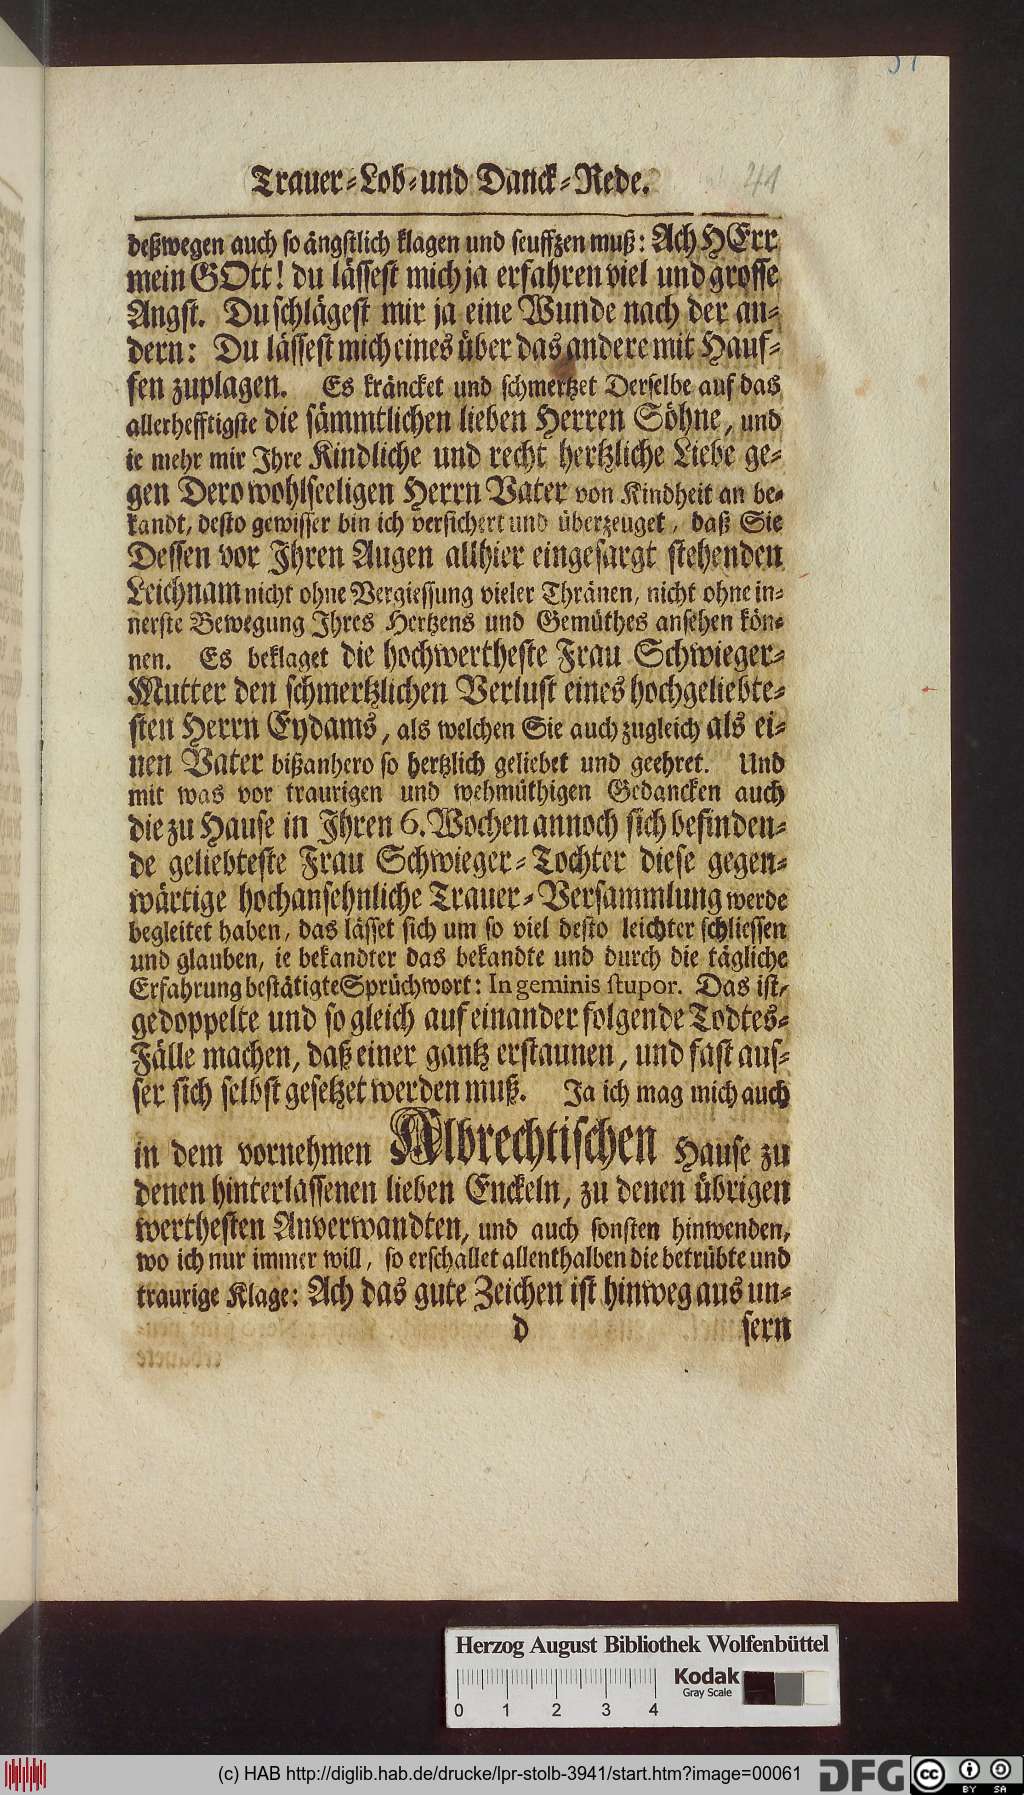 Trauer-Lob-und Danck-Rede. 41
deßwegen auch so ängstlich klagen und seuffzen muß: Ach HErr
mein GOtt! du lässest mich ja erfahren viel und grosse
Angst. Du schlägest mir ja eine Wunde nach der an-
dern: Du lässest mich eines über das andere mit Hauf-
fen zuplagen. Es kräncket und schmertzet Derselbe auf das
allerhefftigste die sämmtlichen lieben Herren Söhne, und
ie mehr mir Ihre Kindliche und recht hertzliche Liebe ge-
gen Dero wohlseeligen Herrn Vater von Kindheit an be-
kandt, desto gewisser bin ich versichert und überzeuget, daß Sie
Dessen vor Ihren Augen allhier eingesargt stehenden
Leichnam nicht ohne Vergiessung vieler Thränen, nicht ohne in-
nerste Bewegung Ihres Hertzens und Gemüthes ansehen kön-
nen. Es beklaget die hochwertheste Frau Schwieger-
Mutter den schmertzlichen Verlust eines hochgeliebte-
sten Herrn Eydams, als welchen Sie auch zugleich als ei-
nen Vater bißanhero so hertzlich geliebet und geehret. Und
mit was vor traurigen und wehmüthigen Gedancken auch
die zu Hause in Ihren 6. Wochen annoch sich befinden-
de geliebteste Frau Schwieger-Tochter diese gegen-
wärtige hochansehnliche Trauer-Versammlung werde
begleitet haben, das lässet sich um so viel desto leichter schliessen
und glauben, ie bekandter das bekandte und durch die tägliche
Erfahrung bestätigte Sprüchwort: In geminis stupor. Das ist,
gedoppelte und so gleich auf einander folgende Todtes-
Fälle machen, daß einer gantz erstaunen, und fast aus-
ser sich selbst gesetzet werden muß. Ja ich mag mich auch
in dem vornehmen Albrechtischen Hause zu
denen hinterlassenen lieben Enckeln, zu denen übrigen
werthesten Anverwandten, und auch sonsten hinwenden,
wo ich nur immer will, so erschallet allenthalben die betrübte und
traurige Klage: Ach das gute Zeichen ist hinweg aus un-
d sern
Herzog August Bibliothek Wolfenbüttel
Kodak
Gray Scale
0 1 2 3 4
(c) HAB http://diglib.hab.de/drucke/lpr-stolb-3941/start.htm?image=00061
DFG
cc BY SA